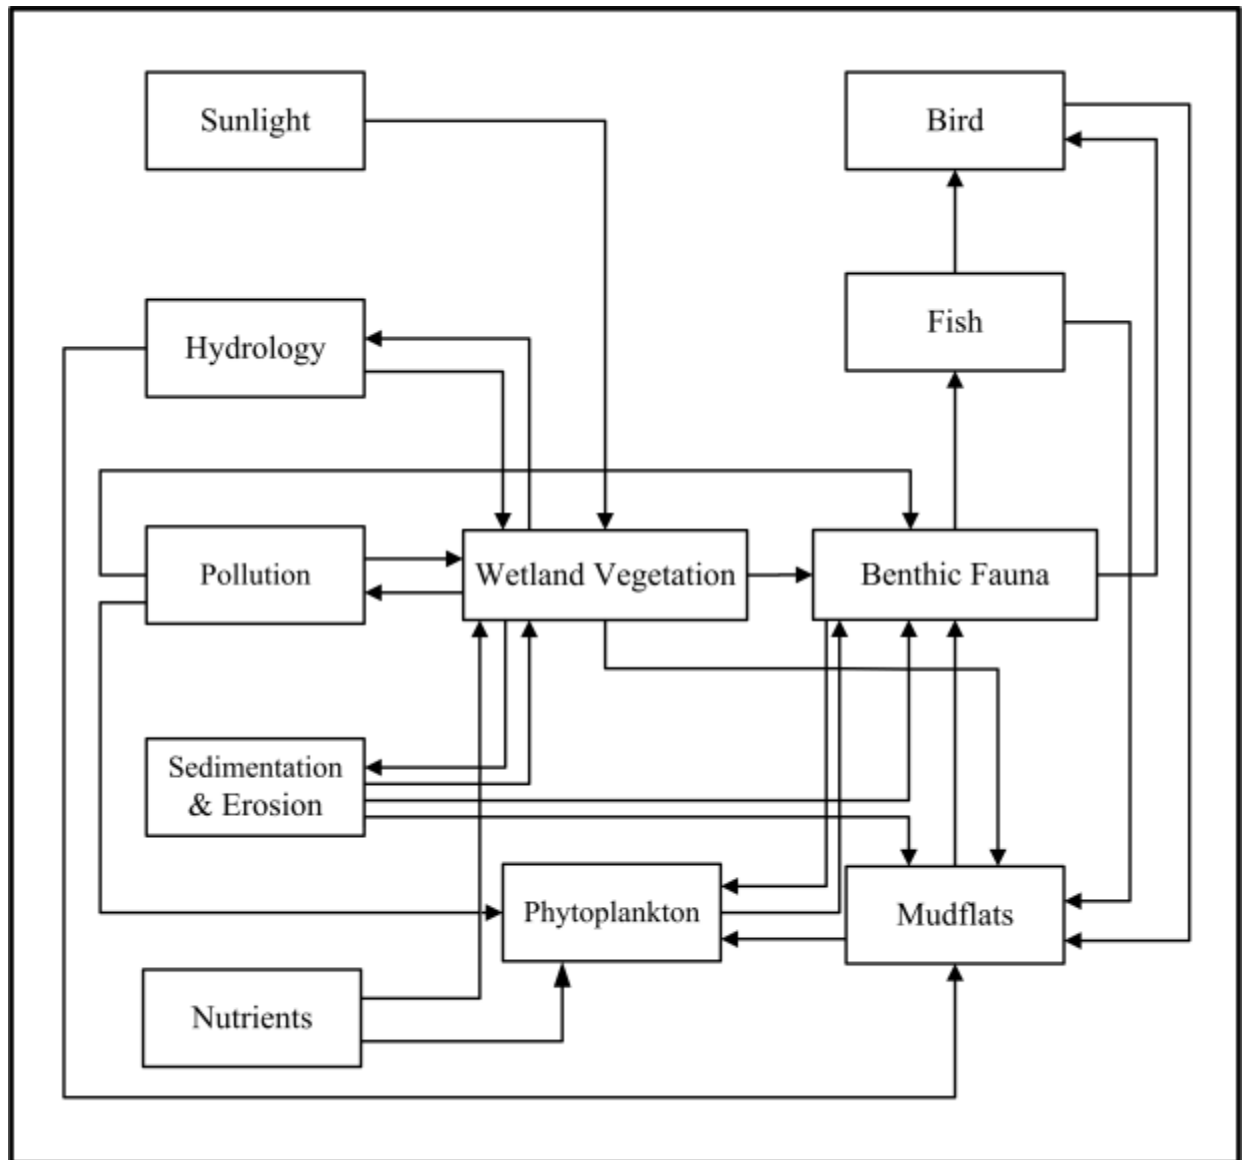 Sunlight
Bird
Fish
Hydrology
Pollution
Wetland Vegetation
Benthic Fauna
Sedimentation
& Erosion
Phytoplankton
Mudflats
Nutrients